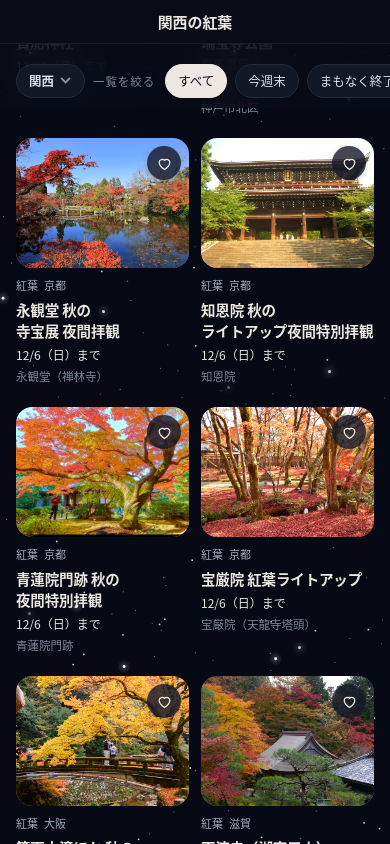 関西の紅葉
関西
一覧を絞る
すべて
今週末
まもなく終了
神戸市北区
紅葉 京都
永観堂 秋の
寺宝展 夜間拝観
12/6（日）まで
永観堂（禅林寺）
紅葉 京都
知恩院 秋の
ライトアップ夜間特別拝観
12/6（日）まで
知恩院
紅葉 京都
青蓮院門跡 秋の
夜間特別拝観
12/6（日）まで
青蓮院門跡
紅葉 京都
宝厳院 紅葉ライトアップ
12/6（日）まで
宝厳院（天龍寺塔頭）
紅葉 大阪
紅葉 滋賀